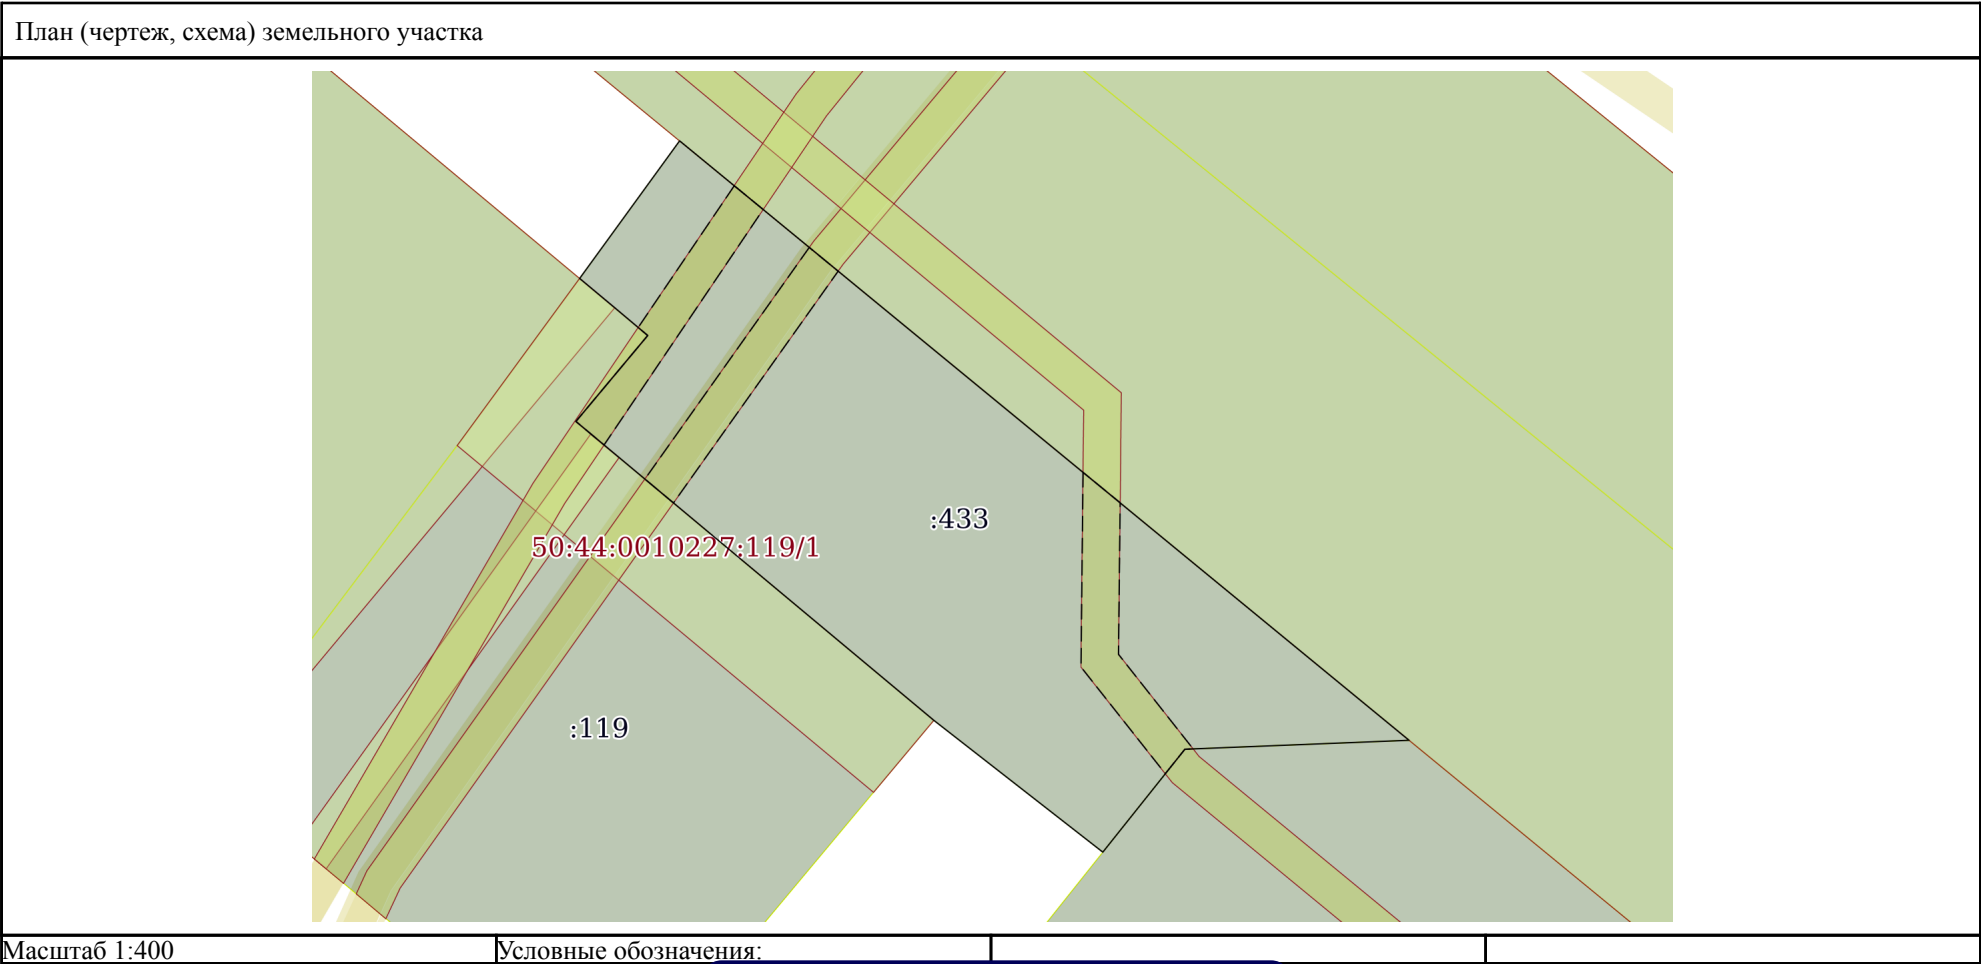 План (чертеж, схема) земельного участка
:433
50:44:0010227:119/1
:119
Масштаб 1:400
Условные обозначения: